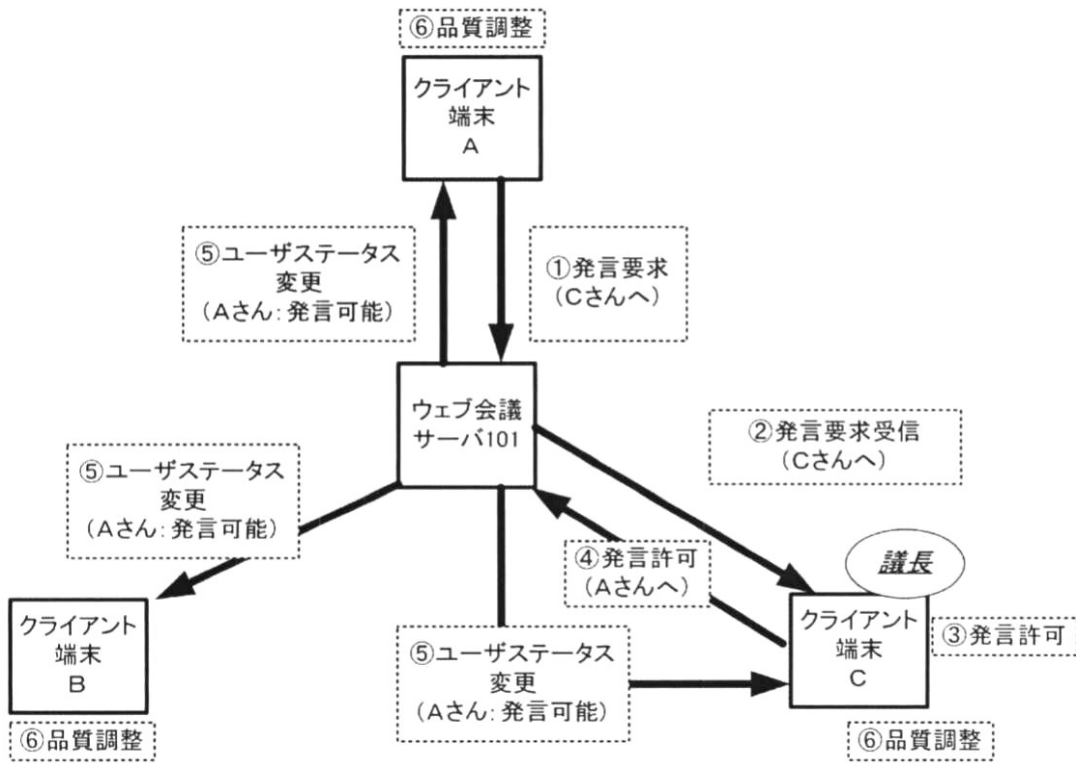 ⑥品質調整
クライアント
端末
A
⑤ユーザステータス
変更
(Aさん:発言可能)
①発言要求
(Cさんへ)
ウェブ会議
サーバ101
②発言要求受信
(Cさんへ)
⑤ユーザステータス
変更
(Aさん:発言可能)
④発言許可
(Aさんへ)
議長
クライアント
端末
B
⑥品質調整
⑤ユーザステータス
変更
(Aさん:発言可能)
クライアント
端末
C
③発言許可
⑥品質調整